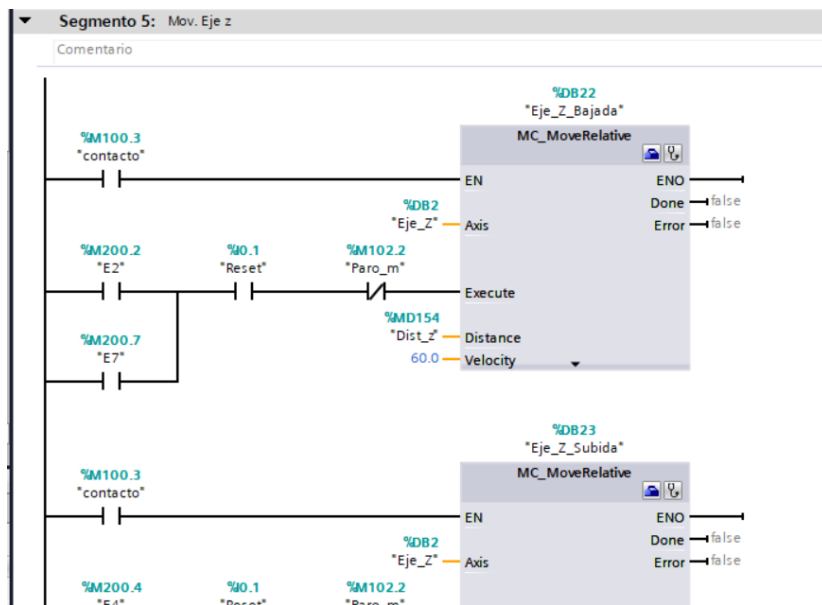 Segmento 5: Mov. Eje z
Comentario
%DB22
"Eje_Z_Bajada"
MC_MoveRelative
%M100.3
"contacto"
EN
ENO
Done
false
%DB2
"Eje_Z"
Axis
Error
false
%M200.2
"E2"
%I0.1
"Reset"
%M102.2
"Paro_m"
Execute
%MD154
"Dist_z"
Distance
60.0
Velocity
%M200.7
"E7"
%DB23
"Eje_Z_Subida"
MC_MoveRelative
%M100.3
"contacto"
EN
ENO
Done
false
%DB2
"Eje_Z"
Axis
Error
false
%M200.4
"E4"
%I0.1
"Reset"
%M102.2
"Paro_m"